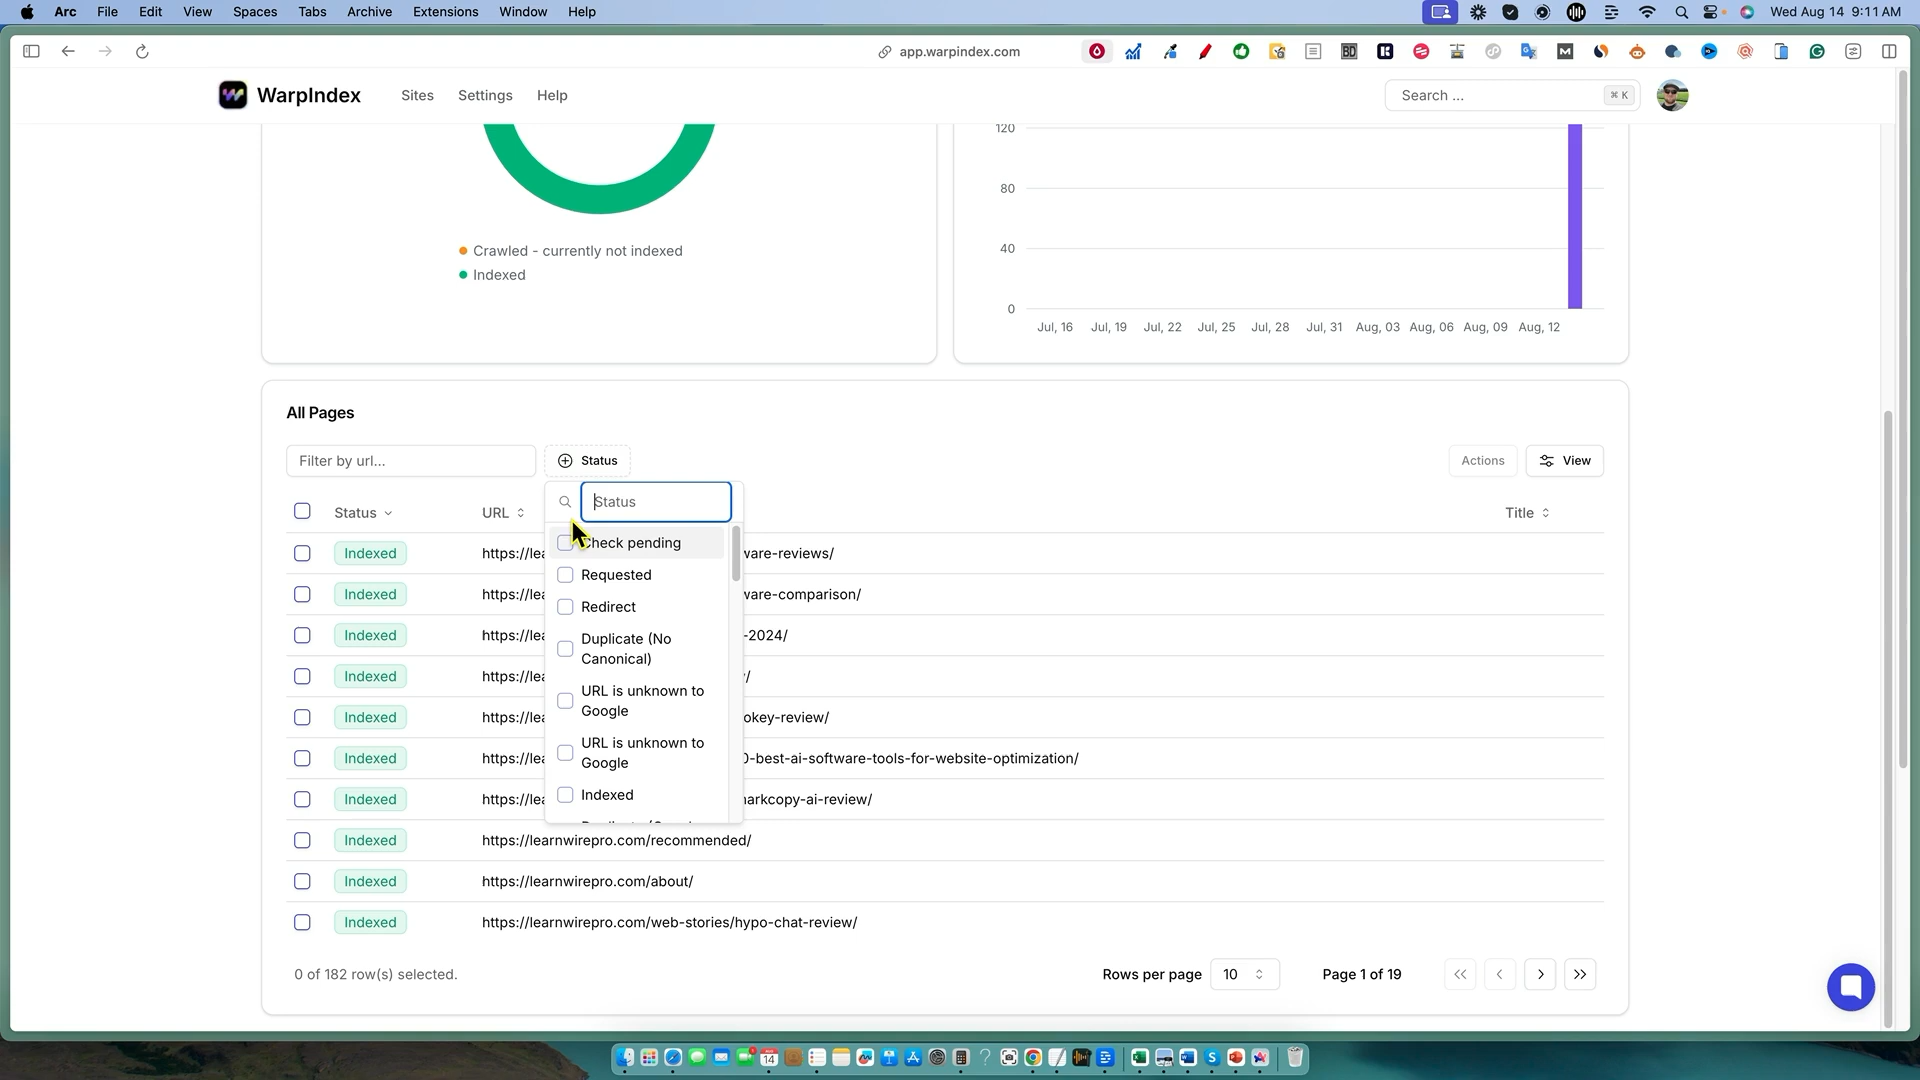 Arc File Edit View Spaces Tabs Archive Extensions Window Help Wed Aug 14 9:11 AM
app.warpindex.com
WarpIndex Sites Settings Help Search ... ⌘ K
120
80
40
0
Jul, 16 Jul, 19 Jul, 22 Jul, 25 Jul, 28 Jul, 31 Aug, 03 Aug, 06 Aug, 09 Aug, 12
Crawled - currently not indexed
Indexed
All Pages
Filter by url... Status Actions View
Status
Status URL Title
Check pending
Requested
Redirect
Duplicate (No
Canonical)
URL is unknown to
Google
URL is unknown to
Google
Indexed
Indexed https://lea ware-reviews/
Indexed https://lea ware-comparison/
Indexed https://lea -2024/
Indexed https://lea /
Indexed https://lea okey-review/
Indexed https://lea 0-best-ai-software-tools-for-website-optimization/
Indexed https://lea arkcopy-ai-review/
Indexed https://learnwirepro.com/recommended/
Indexed https://learnwirepro.com/about/
Indexed https://learnwirepro.com/web-stories/hypo-chat-review/
0 of 182 row(s) selected. Rows per page 10 Page 1 of 19